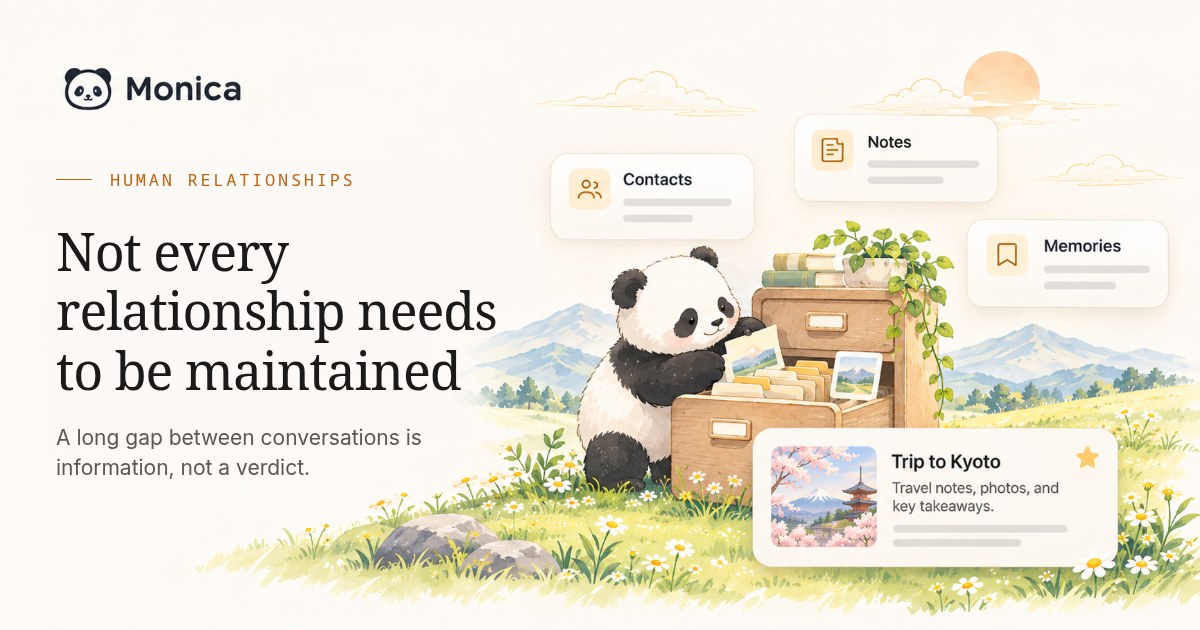 Monica
HUMAN RELATIONSHIPS
Not every
relationship needs
to be maintained
A long gap between conversations is
information, not a verdict.
Contacts
Notes
Memories
Trip to Kyoto
Travel notes, photos, and
key takeaways.